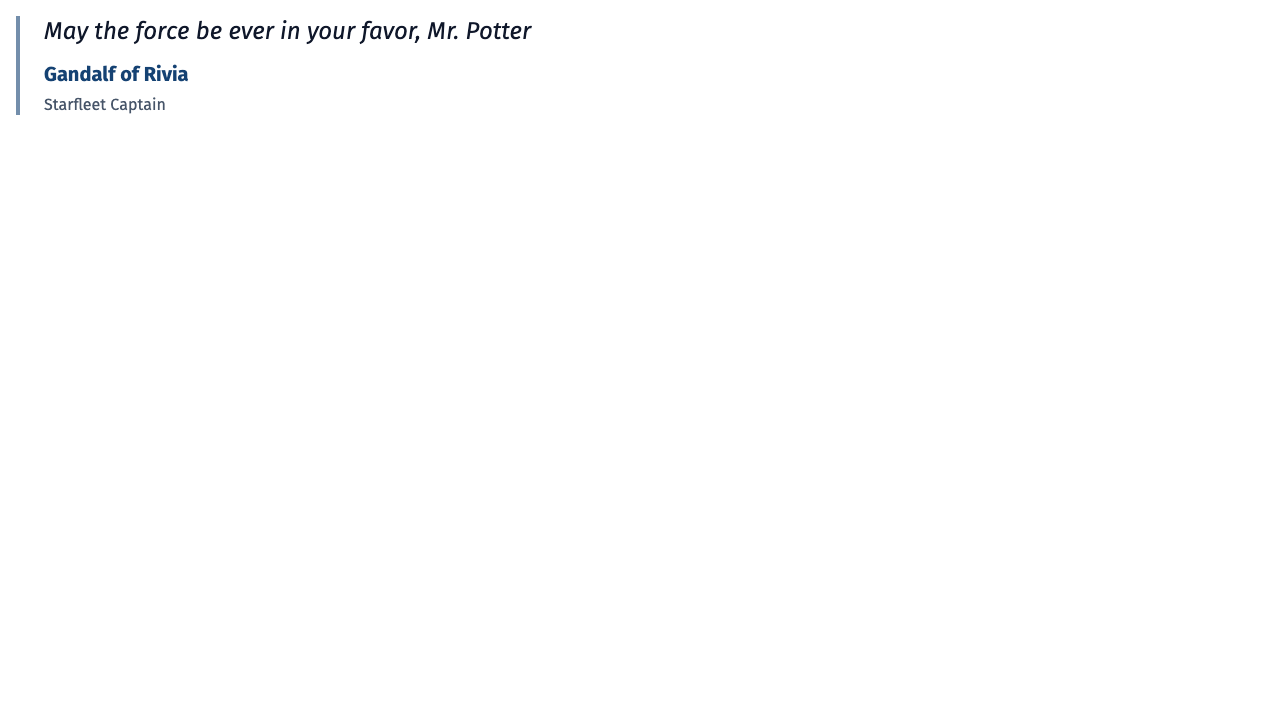 May the force be ever in your favor, Mr. Potter
Gandalf of Rivia
Starfleet Captain